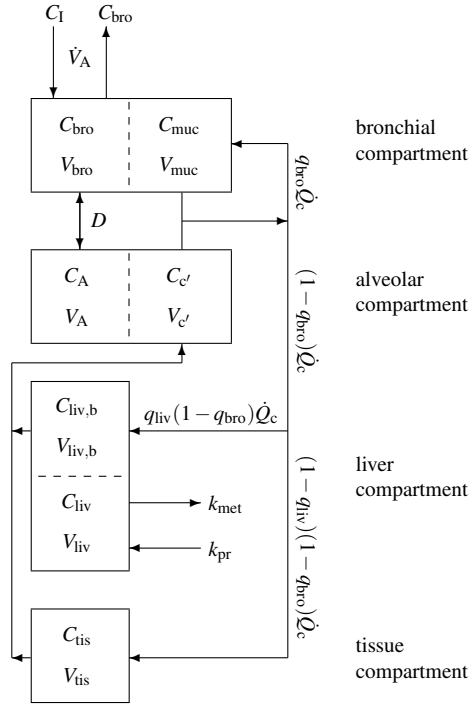 C_I C_bro
V̇_A
C_bro C_muc
V_bro V_muc
bronchial
compartment
q_bro Q̇_c
D
C_A C_c′
V_A V_c′
alveolar
compartment
(1 − q_bro)Q̇_c
C_liv,b
V_liv,b
q_liv(1 − q_bro)Q̇_c
C_liv
V_liv
k_met
k_pr
liver
compartment
(1 − q_liv)(1 − q_bro)Q̇_c
C_tis
V_tis
tissue
compartment